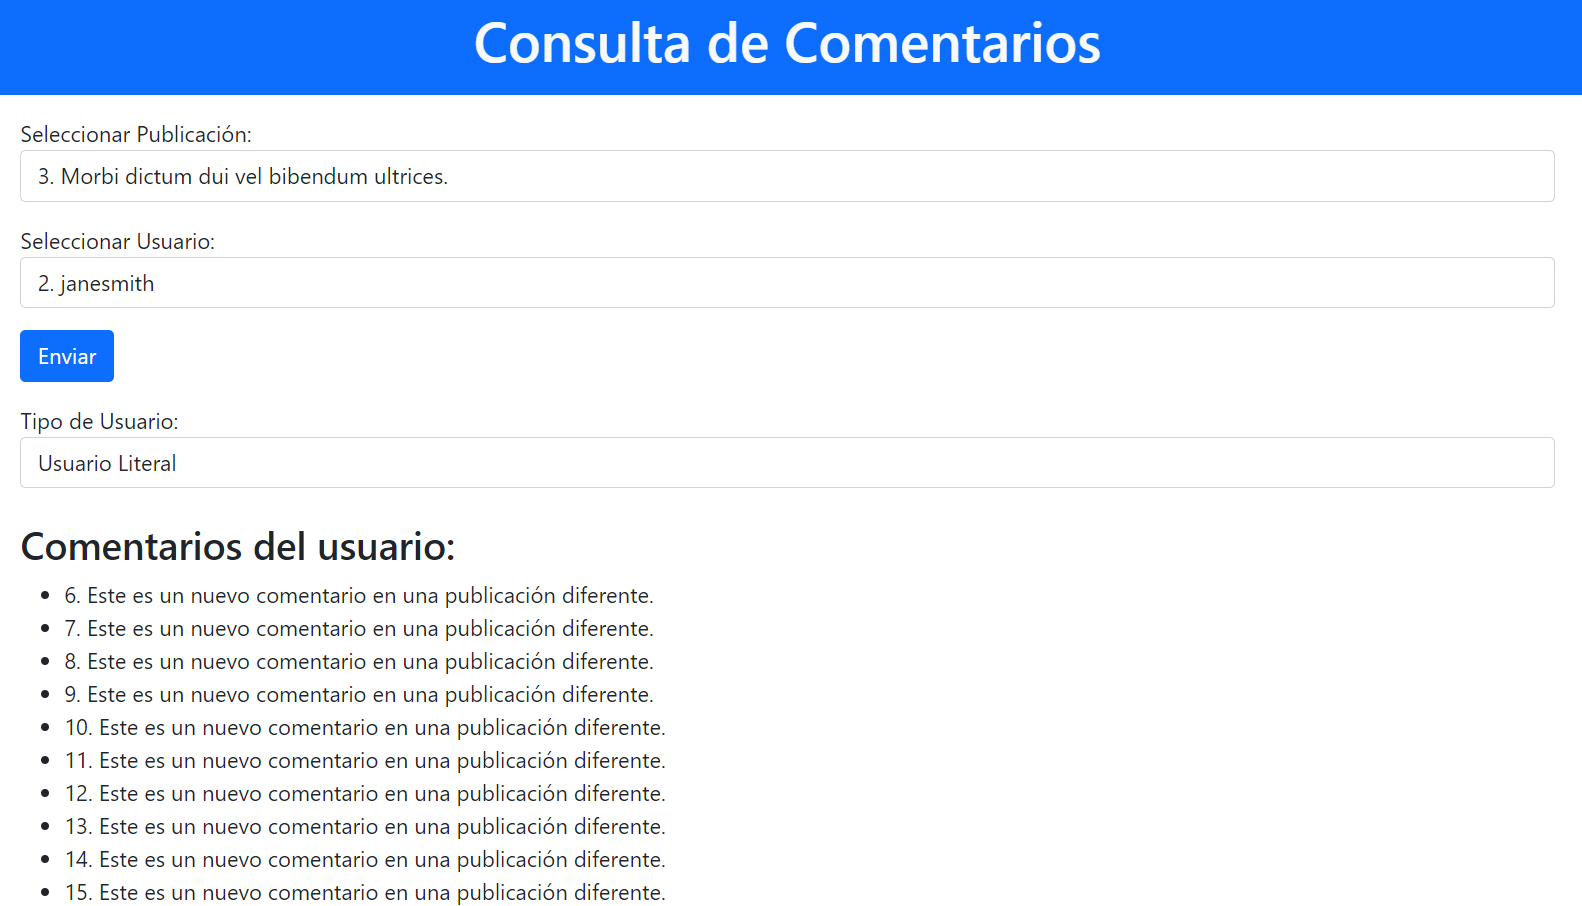 Consulta de Comentarios
Seleccionar Publicación:
3. Morbi dictum dui vel bibendum ultrices.
Seleccionar Usuario:
2. janesmith
Enviar
Tipo de Usuario:
Usuario Literal
Comentarios del usuario:
6. Este es un nuevo comentario en una publicación diferente.
7. Este es un nuevo comentario en una publicación diferente.
8. Este es un nuevo comentario en una publicación diferente.
9. Este es un nuevo comentario en una publicación diferente.
10. Este es un nuevo comentario en una publicación diferente.
11. Este es un nuevo comentario en una publicación diferente.
12. Este es un nuevo comentario en una publicación diferente.
13. Este es un nuevo comentario en una publicación diferente.
14. Este es un nuevo comentario en una publicación diferente.
15. Este es un nuevo comentario en una publicación diferente.